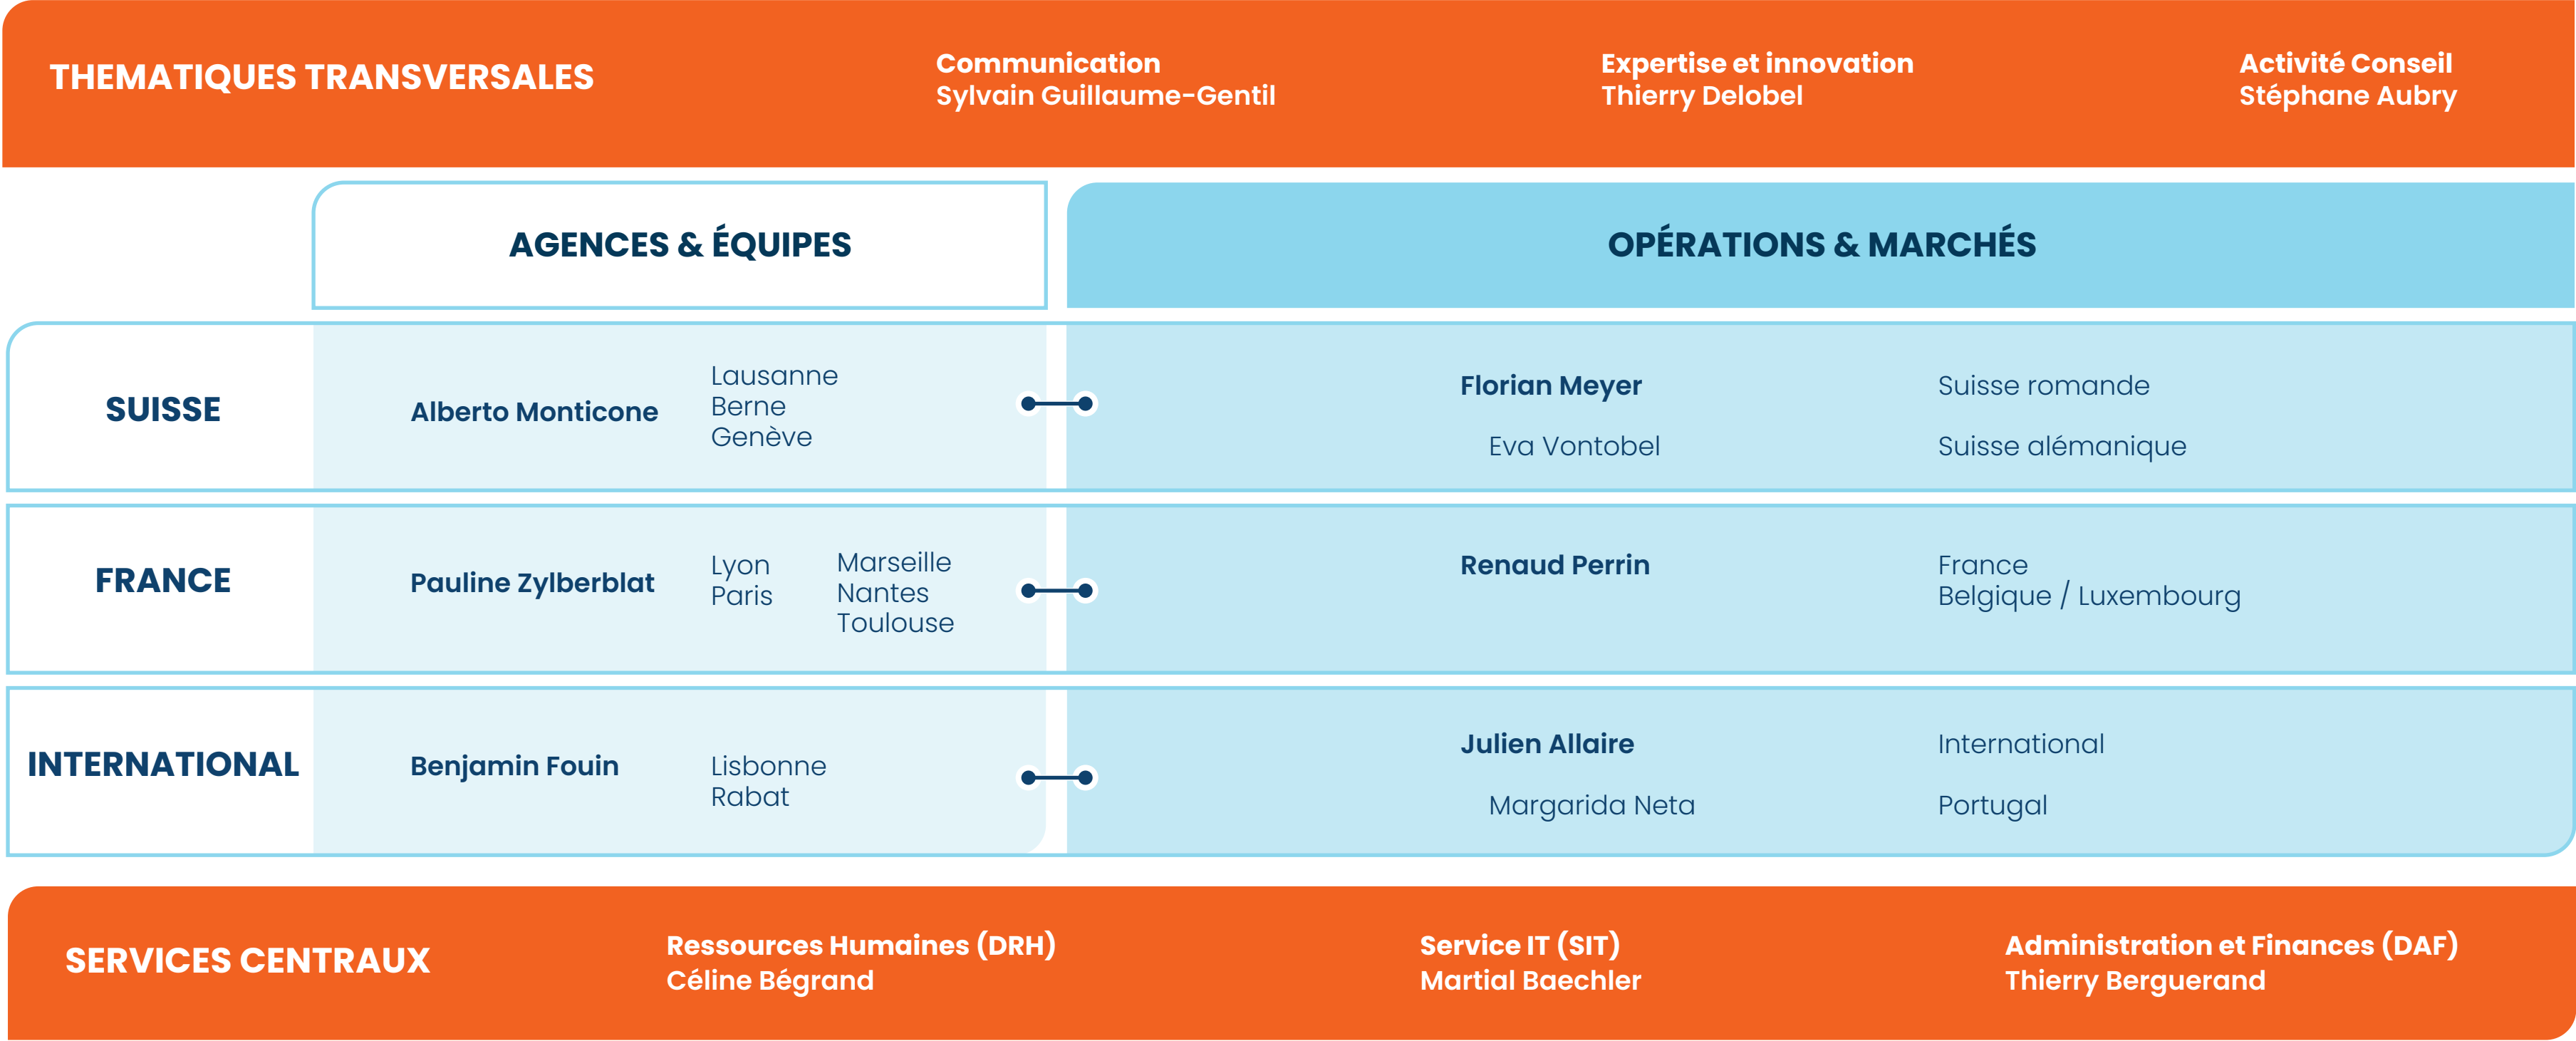 THEMATIQUES TRANSVERSALES
Communication
Sylvain Guillaume-Gentil
Expertise et innovation
Thierry Delobel
Activité Conseil
Stéphane Aubry
AGENCES & ÉQUIPES
OPÉRATIONS & MARCHÉS
SUISSE
Alberto Monticone
Lausanne
Berne
Genève
Florian Meyer
Suisse romande
Eva Vontobel
Suisse alémanique
FRANCE
Pauline Zylberblat
Lyon
Paris
Marseille
Nantes
Toulouse
Renaud Perrin
France
Belgique / Luxembourg
INTERNATIONAL
Benjamin Fouin
Lisbonne
Rabat
Julien Allaire
International
Margarida Neta
Portugal
SERVICES CENTRAUX
Ressources Humaines (DRH)
Céline Bégrand
Service IT (SIT)
Martial Baechler
Administration et Finances (DAF)
Thierry Berguerand